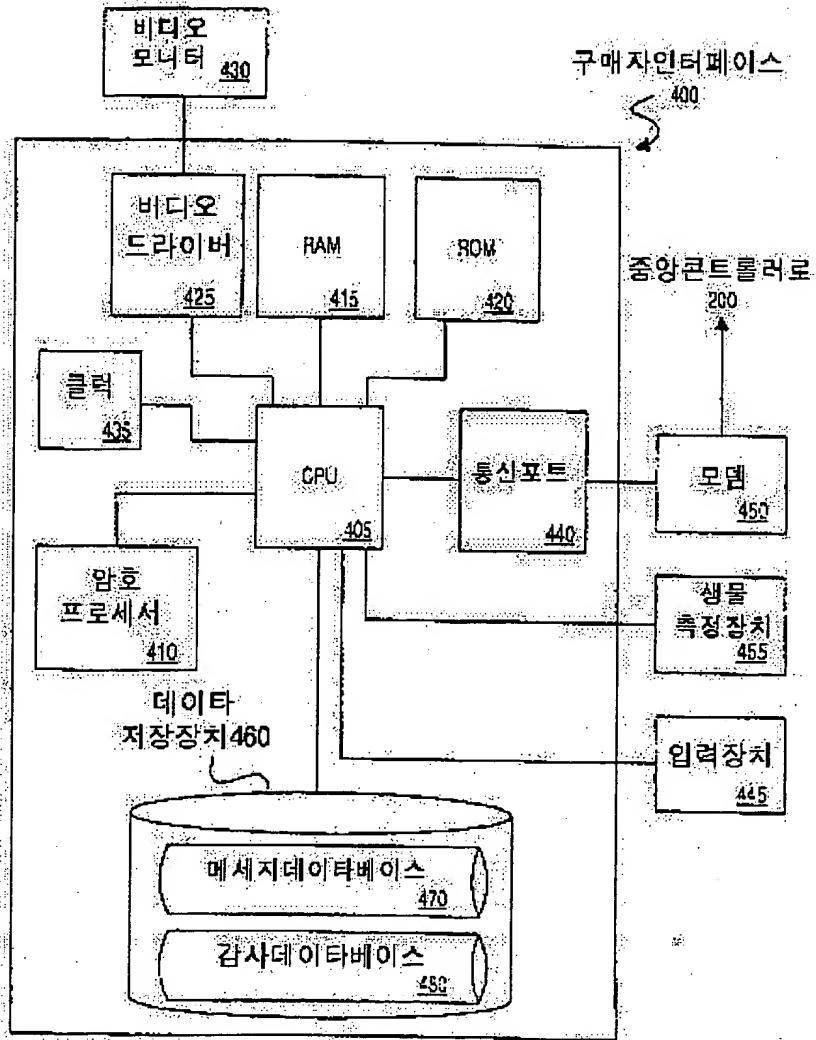 비디오
모니터 430
구매자인터페이스
400
비디오
드라이버
425
RAM
415
ROM
420
중앙콘트롤러로
200
클럭
435
CPU
405
통신포트
440
모뎀
450
암호
프로세서
410
생물
측정장치
455
데이타
저장장치460
입력장치
445
메세지데이타베이스
470
감사데이타베이스
480